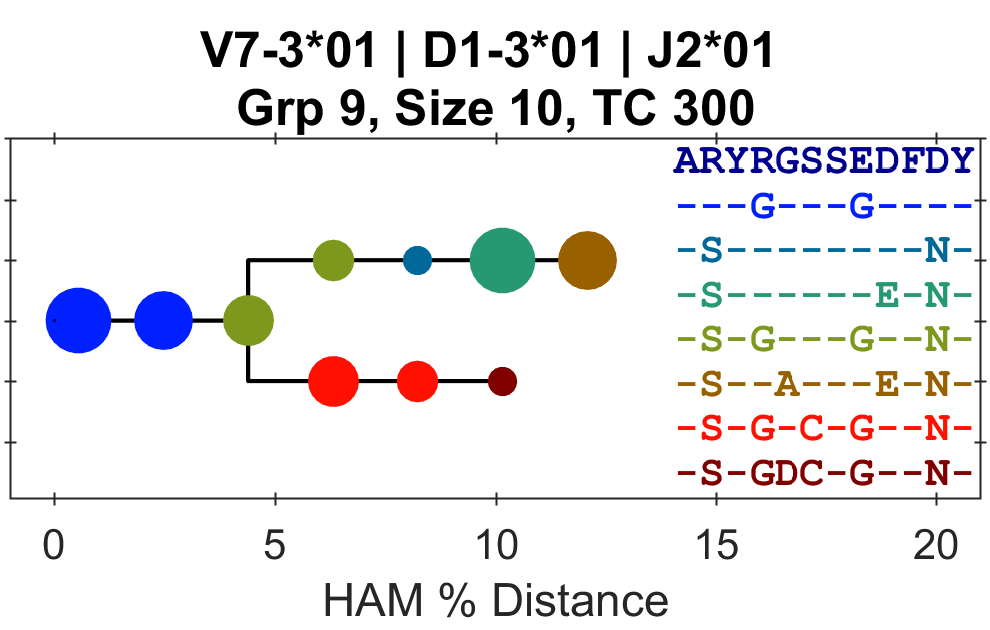 V7-3*01 | D1-3*01 | J2*01
Grp 9, Size 10, TC 300
ARYRGSSEDFDY
---G---G----
-S--------N-
-S------E-N-
-S-G---G--N-
-S--A---E-N-
-S-G-C-G--N-
-S-GDC-G--N-
0 5 10 15 20
HAM % Distance